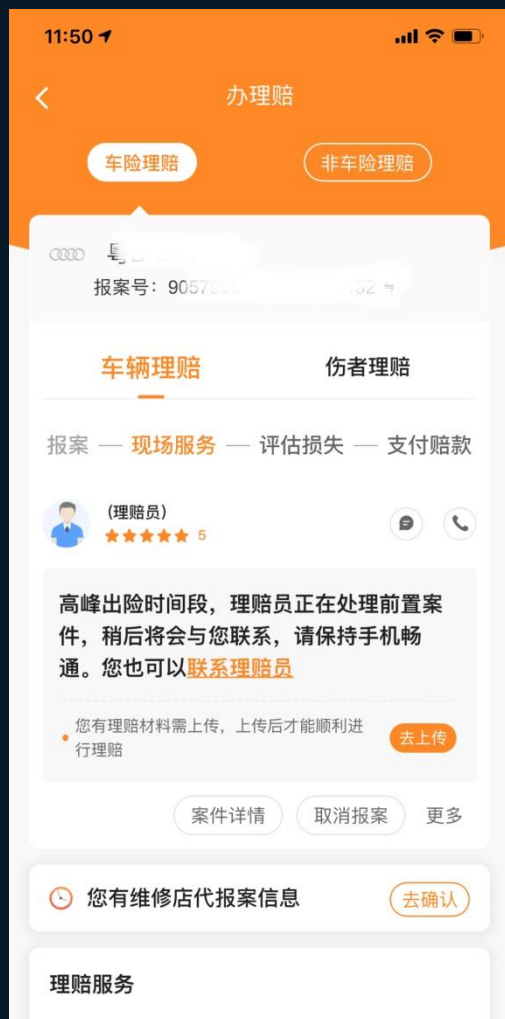 11:50
办理赔
车险理赔
非车险理赔
粤
报案号：9057
车辆理赔
伤者理赔
报案 — 现场服务 — 评估损失 — 支付赔款
(理赔员)
5
高峰出险时间段，理赔员正在处理前置案
件，稍后将会与您联系，请保持手机畅
通。您也可以联系理赔员
您有理赔材料需上传，上传后才能顺利进
行理赔
去上传
案件详情
取消报案
更多
您有维修店代报案信息
去确认
理赔服务